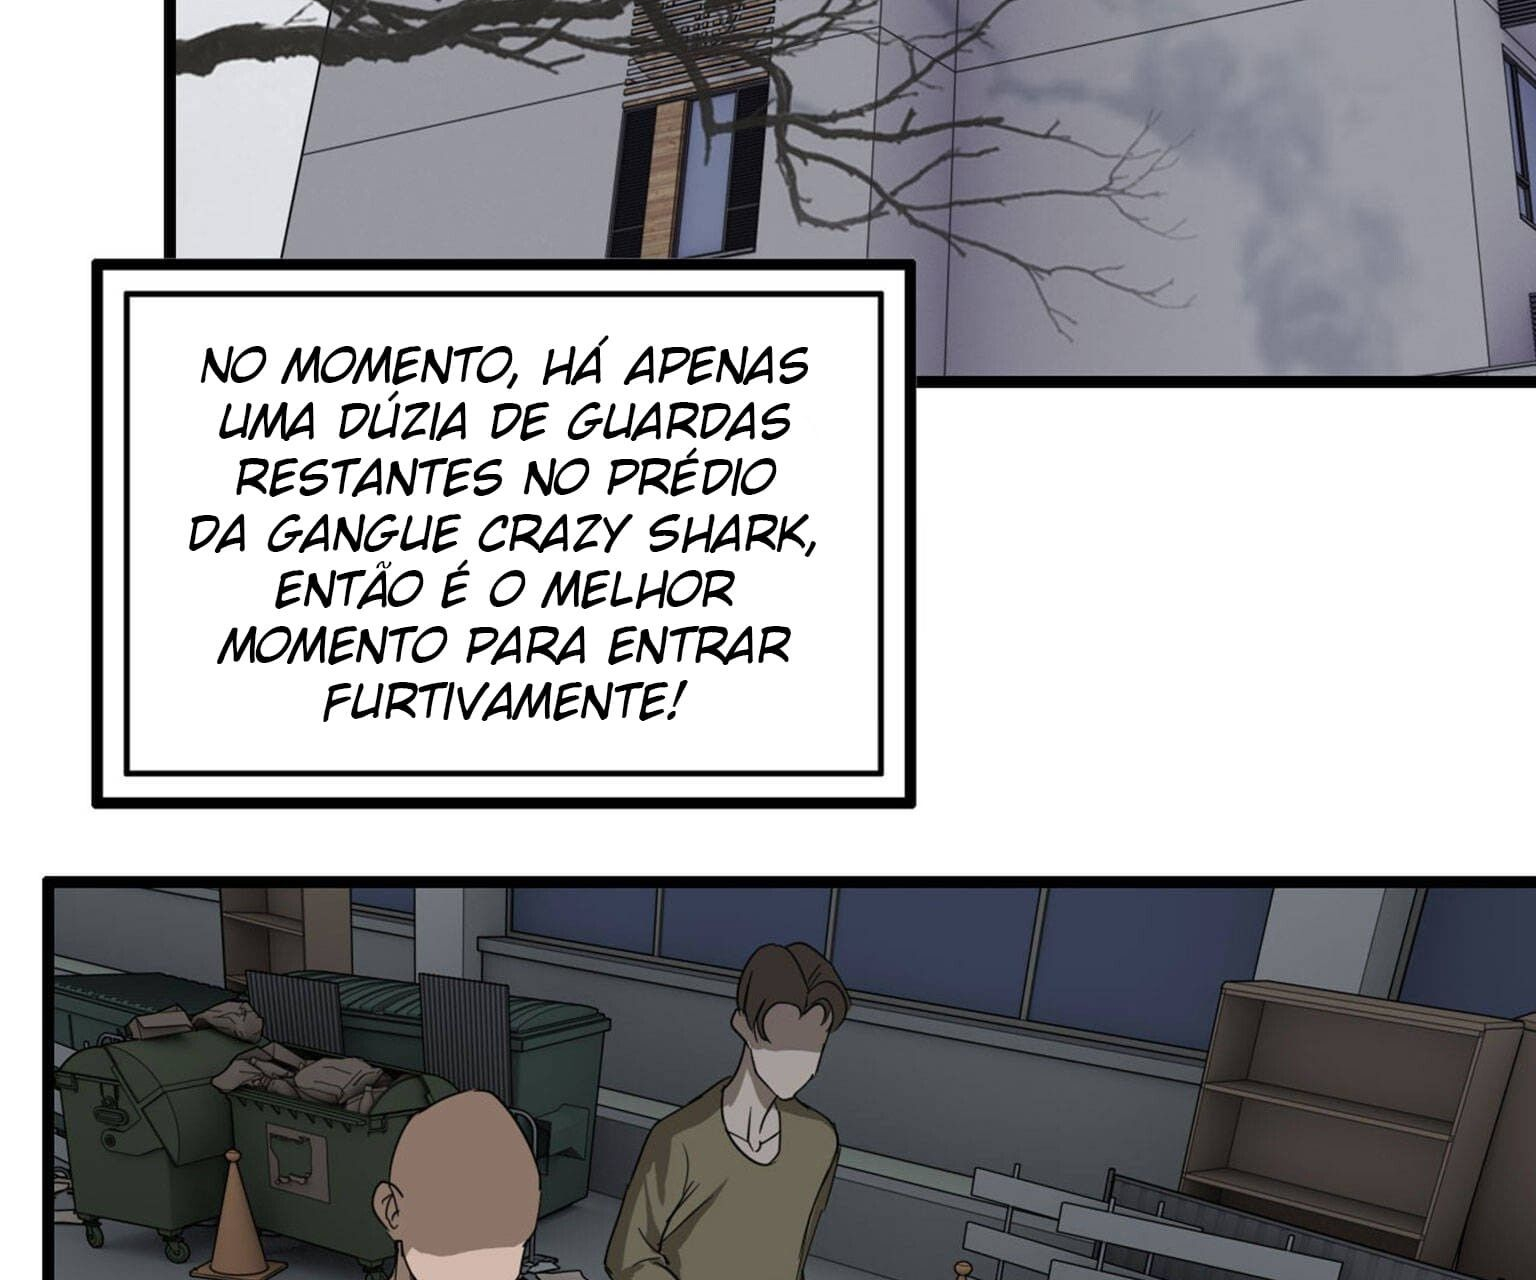 NO MOMENTO, HÁ APENAS
UMA DÚZIA DE GUARDAS
RESTANTES NO PRÉDIO
DA GANGUE CRAZY SHARK,
ENTÃO É O MELHOR
MOMENTO PARA ENTRAR
FURTIVAMENTE!